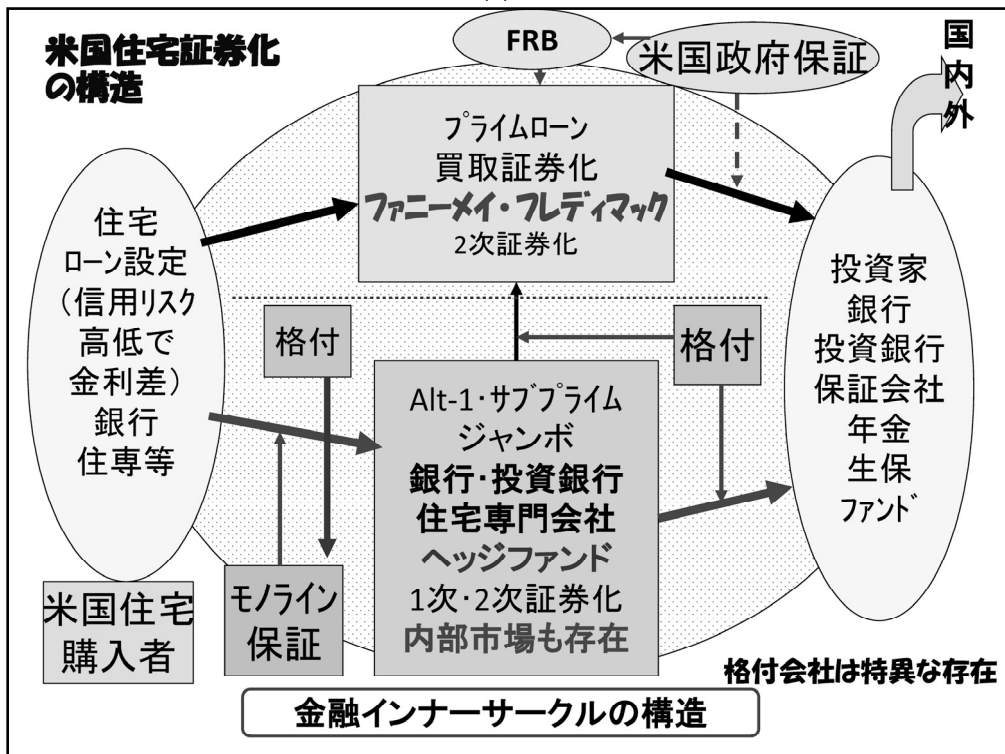 米国住宅証券化
の構造
FRB
米国政府保証
国
内
外
プライムローン
買取証券化
ファニーメイ・フレディマック
2次証券化
住宅
ローン設定
(信用リスク
高低で
金利差)
銀行
住専等
格付
格付
投資家
銀行
投資銀行
保証会社
年金
生保
ファンド
Alt-1・サブプライム
ジャンボ
銀行・投資銀行
住宅専門会社
ヘッジファンド
1次・2次証券化
内部市場も存在
米国住宅
購入者
モノライン
保証
格付会社は特異な存在
金融インナーサークルの構造